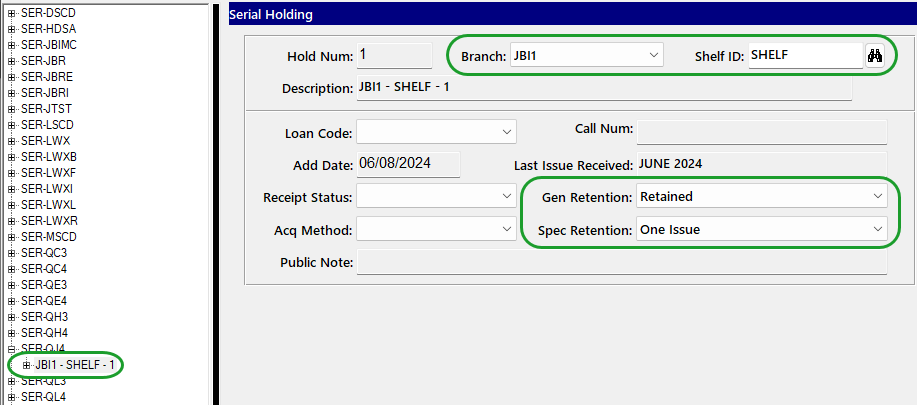 SER-DSCD
SER-HDSA
SER-JBIMC
SER-JBR
SER-JBRE
SER-JBRI
SER-JTST
SER-LSCD
SER-LWX
SER-LWXB
SER-LWXF
SER-LWXI
SER-LWXL
SER-LWXR
SER-MSCD
SER-QC3
SER-QC4
SER-QE3
SER-QE4
SER-QH3
SER-QH4
SER-QJ4
JBI1 - SHELF - 1
SER-QL3
SER-QL4
Serial Holding
Hold Num: 1 Branch: JBI1 Shelf ID: SHELF
Description: JBI1 - SHELF - 1
Loan Code: Call Num:
Add Date: 06/08/2024 Last Issue Received: JUNE 2024
Receipt Status: Gen Retention: Retained
Acq Method: Spec Retention: One Issue
Public Note: